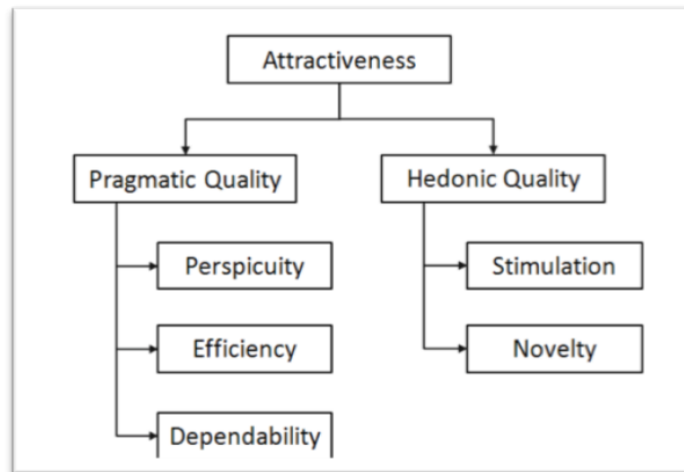 Attractiveness
Pragmatic Quality
Hedonic Quality
Perspicuity
Stimulation
Efficiency
Novelty
Dependability